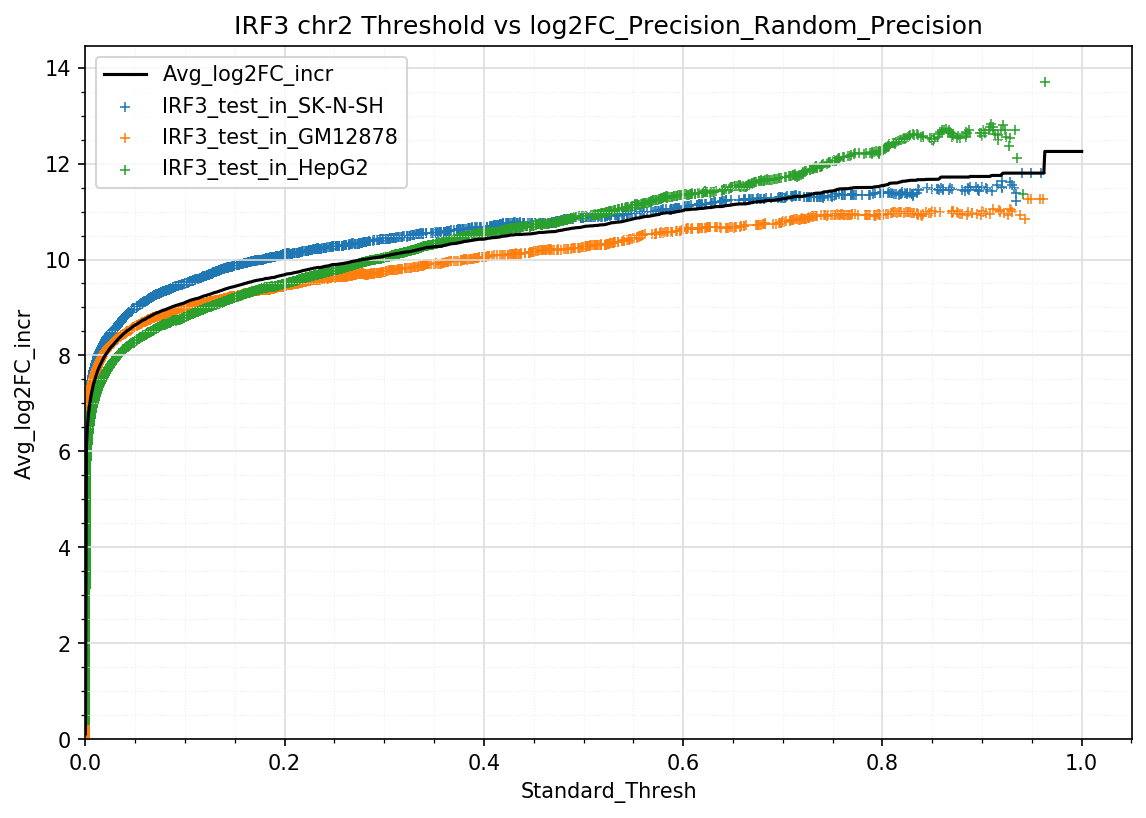 IRF3 chr2 Threshold vs log2FC_Precision_Random_Precision
Avg_log2FC_incr
IRF3_test_in_SK-N-SH
IRF3_test_in_GM12878
IRF3_test_in_HepG2
Avg_log2FC_incr
14
12
10
8
6
4
2
0
0.0 0.2 0.4 0.6 0.8 1.0
Standard_Thresh